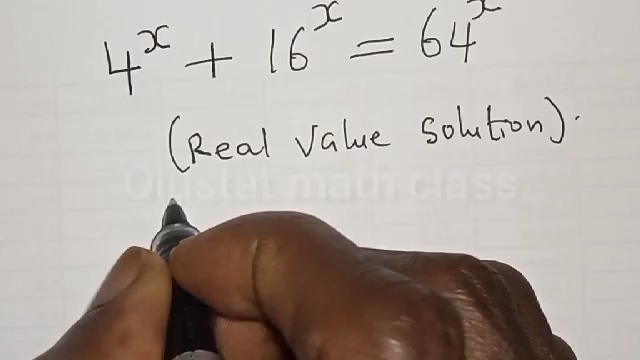 4^x + 16^x = 64^x
(Real value solution).
Olustat math class